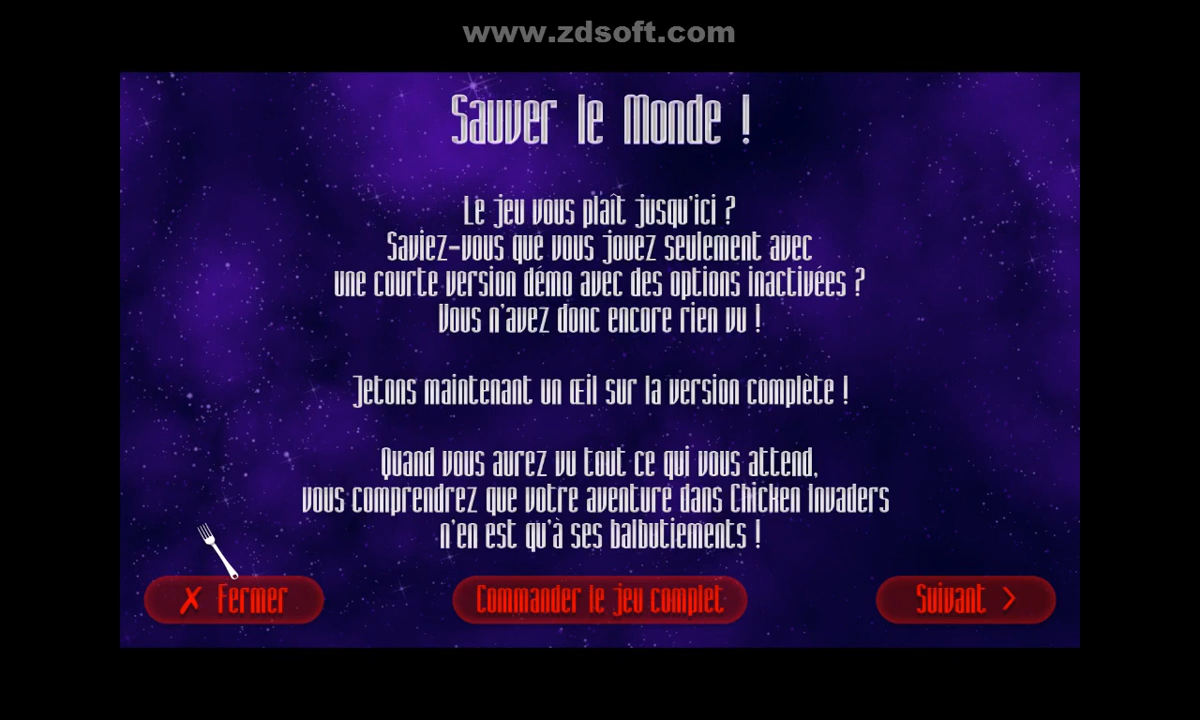 www.zdsoft.com
Sauver le Monde !
Le jeu vous plaît jusqu'ici ?
Saviez-vous que vous jouez seulement avec
une courte version démo avec des options inactivées ?
Vous n'avez donc encore rien vu !
Jetons maintenant un Œil sur la version complète !
Quand vous aurez vu tout ce qui vous attend,
vous comprendrez que votre aventure dans Chicken Invaders
n'en est qu'à ses balbutiements !
✗ Fermer
Commander le jeu complet
Suivant >